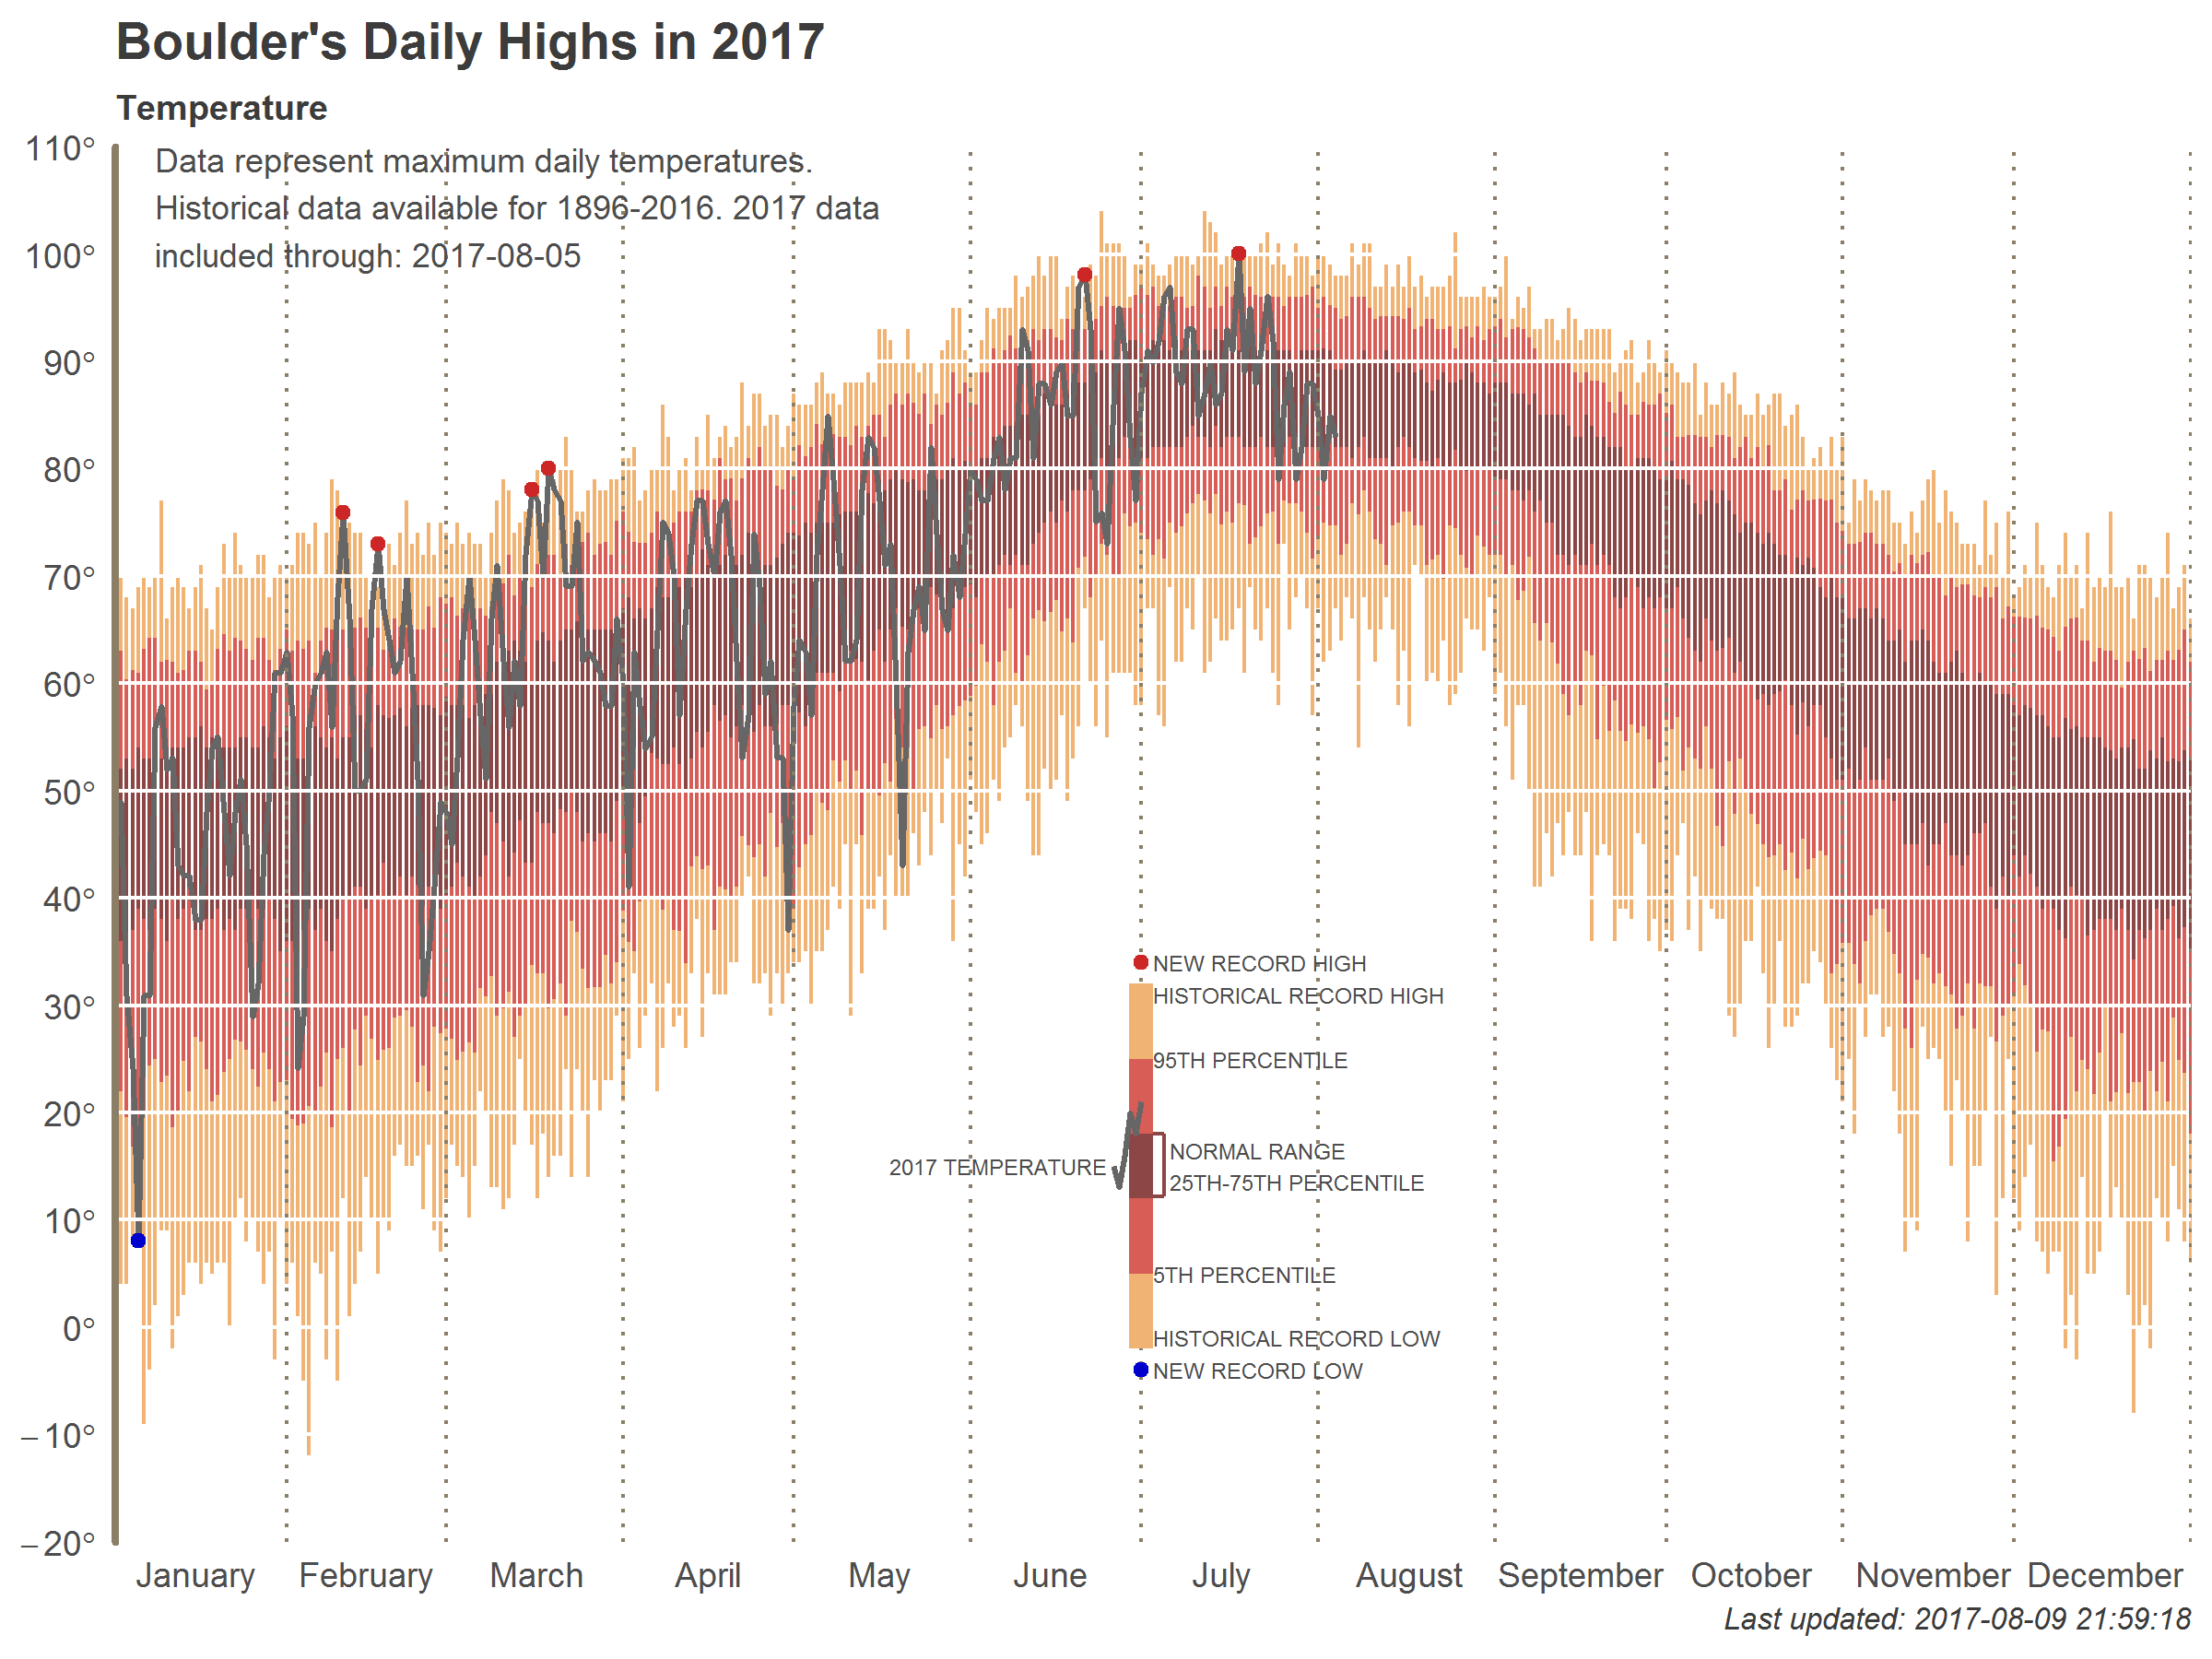 Boulder's Daily Highs in 2017
Temperature
110°
Data represent maximum daily temperatures.
Historical data available for 1896-2016. 2017 data
included through: 2017-08-05
100°
90°
80°
70°
60°
50°
40°
30°
20°
10°
0°
−10°
−20°
NEW RECORD HIGH
HISTORICAL RECORD HIGH
95TH PERCENTILE
2017 TEMPERATURE
NORMAL RANGE
25TH-75TH PERCENTILE
5TH PERCENTILE
HISTORICAL RECORD LOW
NEW RECORD LOW
January February March April May June July August September October November December
Last updated: 2017-08-09 21:59:18